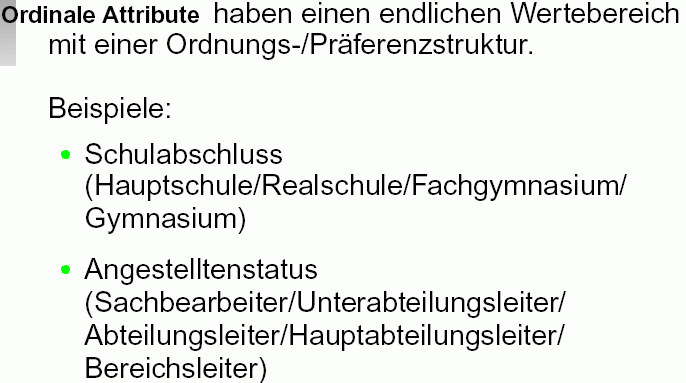 Ordinale Attribute haben einen endlichen Wertebereich
mit einer Ordnungs-/Präferenzstruktur.
Beispiele:
Schulabschluss
(Hauptschule/Realschule/Fachgymnasium/
Gymnasium)
Angestelltenstatus
(Sachbearbeiter/Unterabteilungsleiter/
Abteilungsleiter/Hauptabteilungsleiter/
Bereichsleiter)